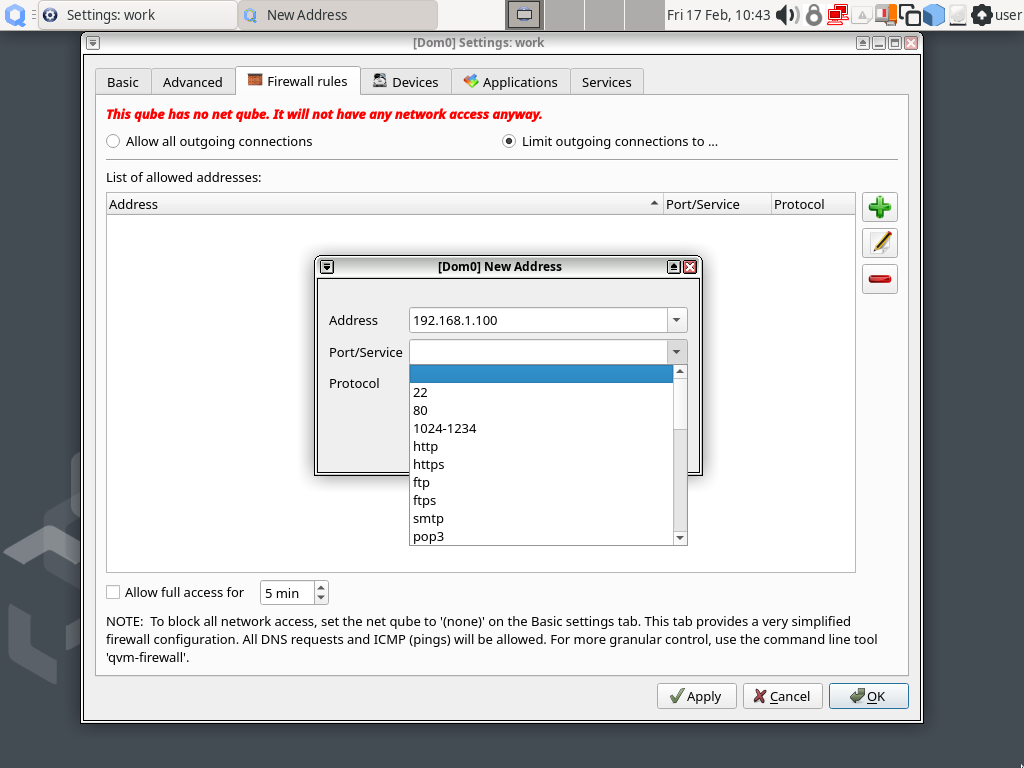 Settings: work
New Address
Fri 17 Feb, 10:43
user
[Dom0] Settings: work
Basic
Advanced
Firewall rules
Devices
Applications
Services
This qube has no net qube. It will not have any network access anyway.
Allow all outgoing connections
Limit outgoing connections to ...
List of allowed addresses:
Address
Port/Service
Protocol
[Dom0] New Address
Address
192.168.1.100
Port/Service
Protocol
22
80
1024-1234
http
https
ftp
ftps
smtp
pop3
Allow full access for
5 min
NOTE:  To block all network access, set the net qube to '(none)' on the Basic settings tab. This tab provides a very simplified
firewall configuration. All DNS requests and ICMP (pings) will be allowed. For more granular control, use the command line tool
'qvm-firewall'.
Apply
Cancel
OK